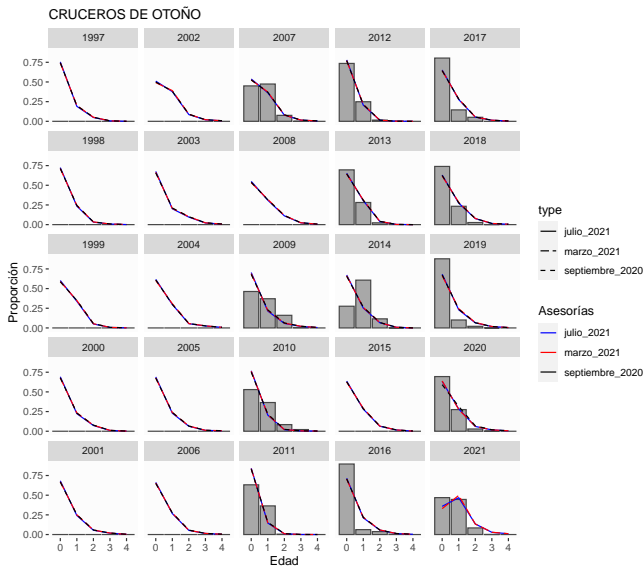 CRUCEROS DE OTOÑO
1997 2002 2007 2012 2017
0.75
0.50
0.25
0.00
1998 2003 2008 2013 2018
0.75
0.50
0.25
0.00
1999 2004 2009 2014 2019
0.75
0.50
0.25
0.00
2000 2005 2010 2015 2020
0.75
0.50
0.25
0.00
2001 2006 2011 2016 2021
0.75
0.50
0.25
0.00
0 1 2 3 4 0 1 2 3 4 0 1 2 3 4 0 1 2 3 4 0 1 2 3 4
Edad
Proporción
type
julio_2021
marzo_2021
septiembre_2020
Asesorías
julio_2021
marzo_2021
septiembre_2020